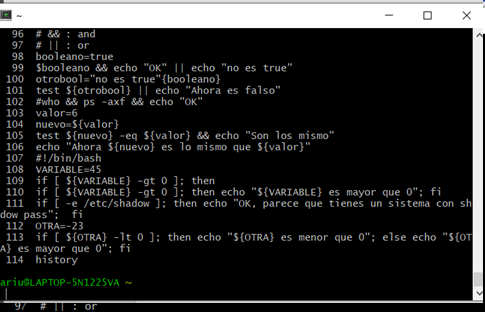 ~
96  # && : and
97  # || : or
98  booleano=true
99  $booleano && echo "OK" || echo "no es true"
100  otrobool="no es true"{booleano}
101  test ${otrobool} || echo "Ahora es falso"
102  #who && ps -axf && echo "OK"
103  valor=6
104  nuevo=${valor}
105  test ${nuevo} -eq ${valor} && echo "Son los mismo"
106  echo "Ahora ${nuevo} es lo mismo que ${valor}"
107  #!/bin/bash
108  VARIABLE=45
109  if [ ${VARIABLE} -gt 0 ]; then
110  if [ ${VARIABLE} -gt 0 ]; then echo "${VARIABLE} es mayor que 0"; fi
111  if [ -e /etc/shadow ]; then echo "OK, parece que tienes un sistema con sh
dow pass";  fi
112  OTRA=-23
113  if [ ${OTRA} -lt 0 ]; then echo "${OTRA} es menor que 0"; else echo "${OT
A} es mayor que 0"; fi
114  history
ariu@LAPTOP-5N1225VA ~
97  # || : or